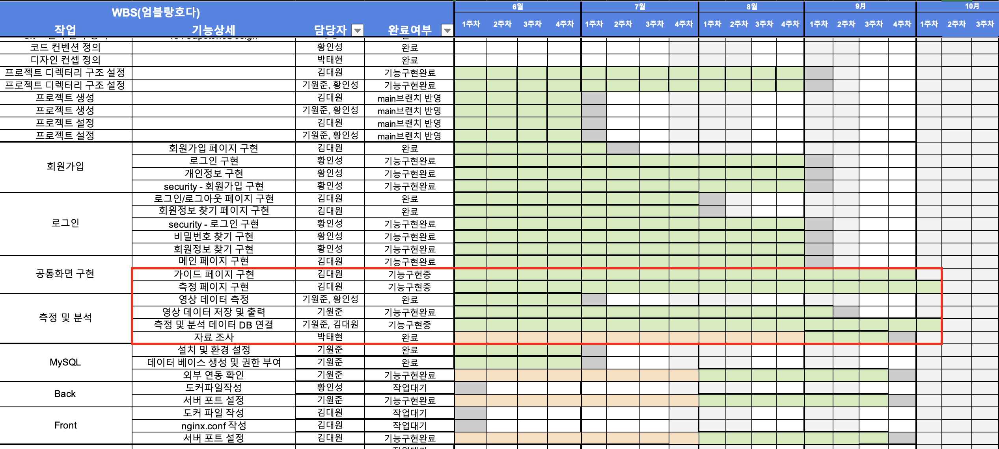 WBS(엄블랑호다)
6월 7월 8월 9月 10月
작업 기능상세 담당자 완료여부 1주차 2주차 3주차 4주차 1주차 2주차 3주차 4주차 1주차 2주차 3주차 4주차 1주차 2주차 3주차 4주차 1주차 2주차 3주차
코드 컨벤션 정의 황인성 완료
디자인 컨셉 정의 박태현 완료
프로젝트 디렉터리 구조 설정 김대원 기능구현완료
프로젝트 디렉터리 구조 설정 기원준, 황인성 기능구현완료
프로젝트 생성 김대원 main브랜치 반영
프로젝트 생성 기원준, 황인성 main브랜치 반영
프로젝트 설정 김대원 main브랜치 반영
프로젝트 설정 기원준, 황인성 main브랜치 반영
회원가입
회원가입 페이지 구현 김대원 완료
로그인 구현 황인성 기능구현완료
개인정보 구현 황인성 기능구현완료
security - 회원가입 구현 황인성 기능구현완료
로그인
로그인/로그아웃 페이지 구현 김대원 완료
회원정보 찾기 페이지 구현 김대원 완료
security - 로그인 구현 황인성 기능구현완료
비밀번호 찾기 구현 황인성 기능구현완료
회원정보 찾기 구현 황인성 기능구현완료
공통화면 구현
메인 페이지 구현 김대원 기능구현완료
가이드 페이지 구현 김대원 기능구현중
측정 페이지 구현 김대원 기능구현중
측정 및 분석
영상 데이터 측정 기원준, 황인성 완료
영상 데이터 저장 및 출력 기원준 기능구현완료
측정 및 분석 데이터 DB 연결 기원준, 김대원 기능구현중
자료 조사 박태현 완료
MySQL
설치 및 환경 설정 기원준 완료
데이터 베이스 생성 및 권한 부여 기원준 완료
외부 연동 확인 기원준 기능구현완료
Back
도커파일작성 황인성 작업대기
서버 포트 설정 기원준 기능구현완료
Front
도커 파일 작성 김대원 작업대기
nginx.conf 작성 김대원 작업대기
서버 포트 설정 김대원 기능구현완료